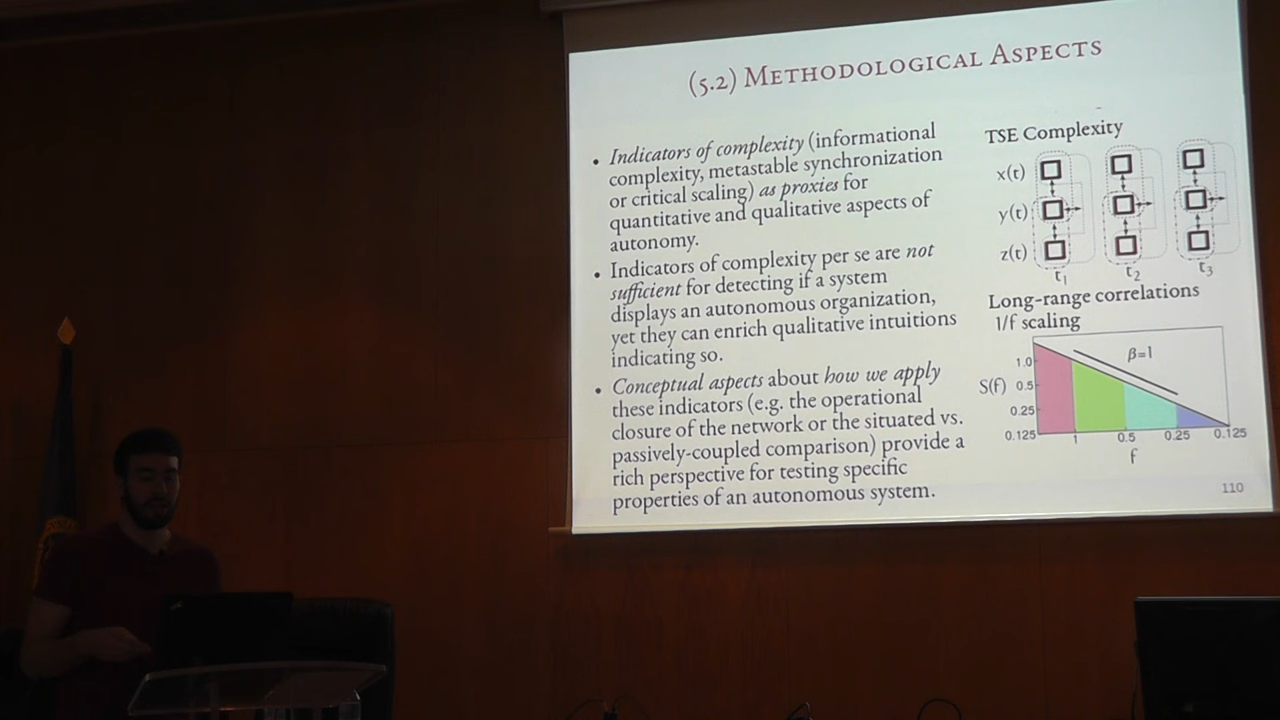 (5.2) Methodological Aspects
• Indicators of complexity (informational
complexity, metastable synchronization
or critical scaling) as proxies for
quantitative and qualitative aspects of
autonomy.
• Indicators of complexity per se are not
sufficient for detecting if a system
displays an autonomous organization,
yet they can enrich qualitative intuitions
indicating so.
• Conceptual aspects about how we apply
these indicators (e.g. the operational
closure of the network or the situated vs.
passively-coupled comparison) provide a
rich perspective for testing specific
properties of an autonomous system.
TSE Complexity
x(t)
y(t)
z(t)
t1 t2 t3
Long-range correlations
1/f scaling
β=1
S(f)
1.0
0.5
0.25
0.125
1 0.5 0.25 0.125
f
110